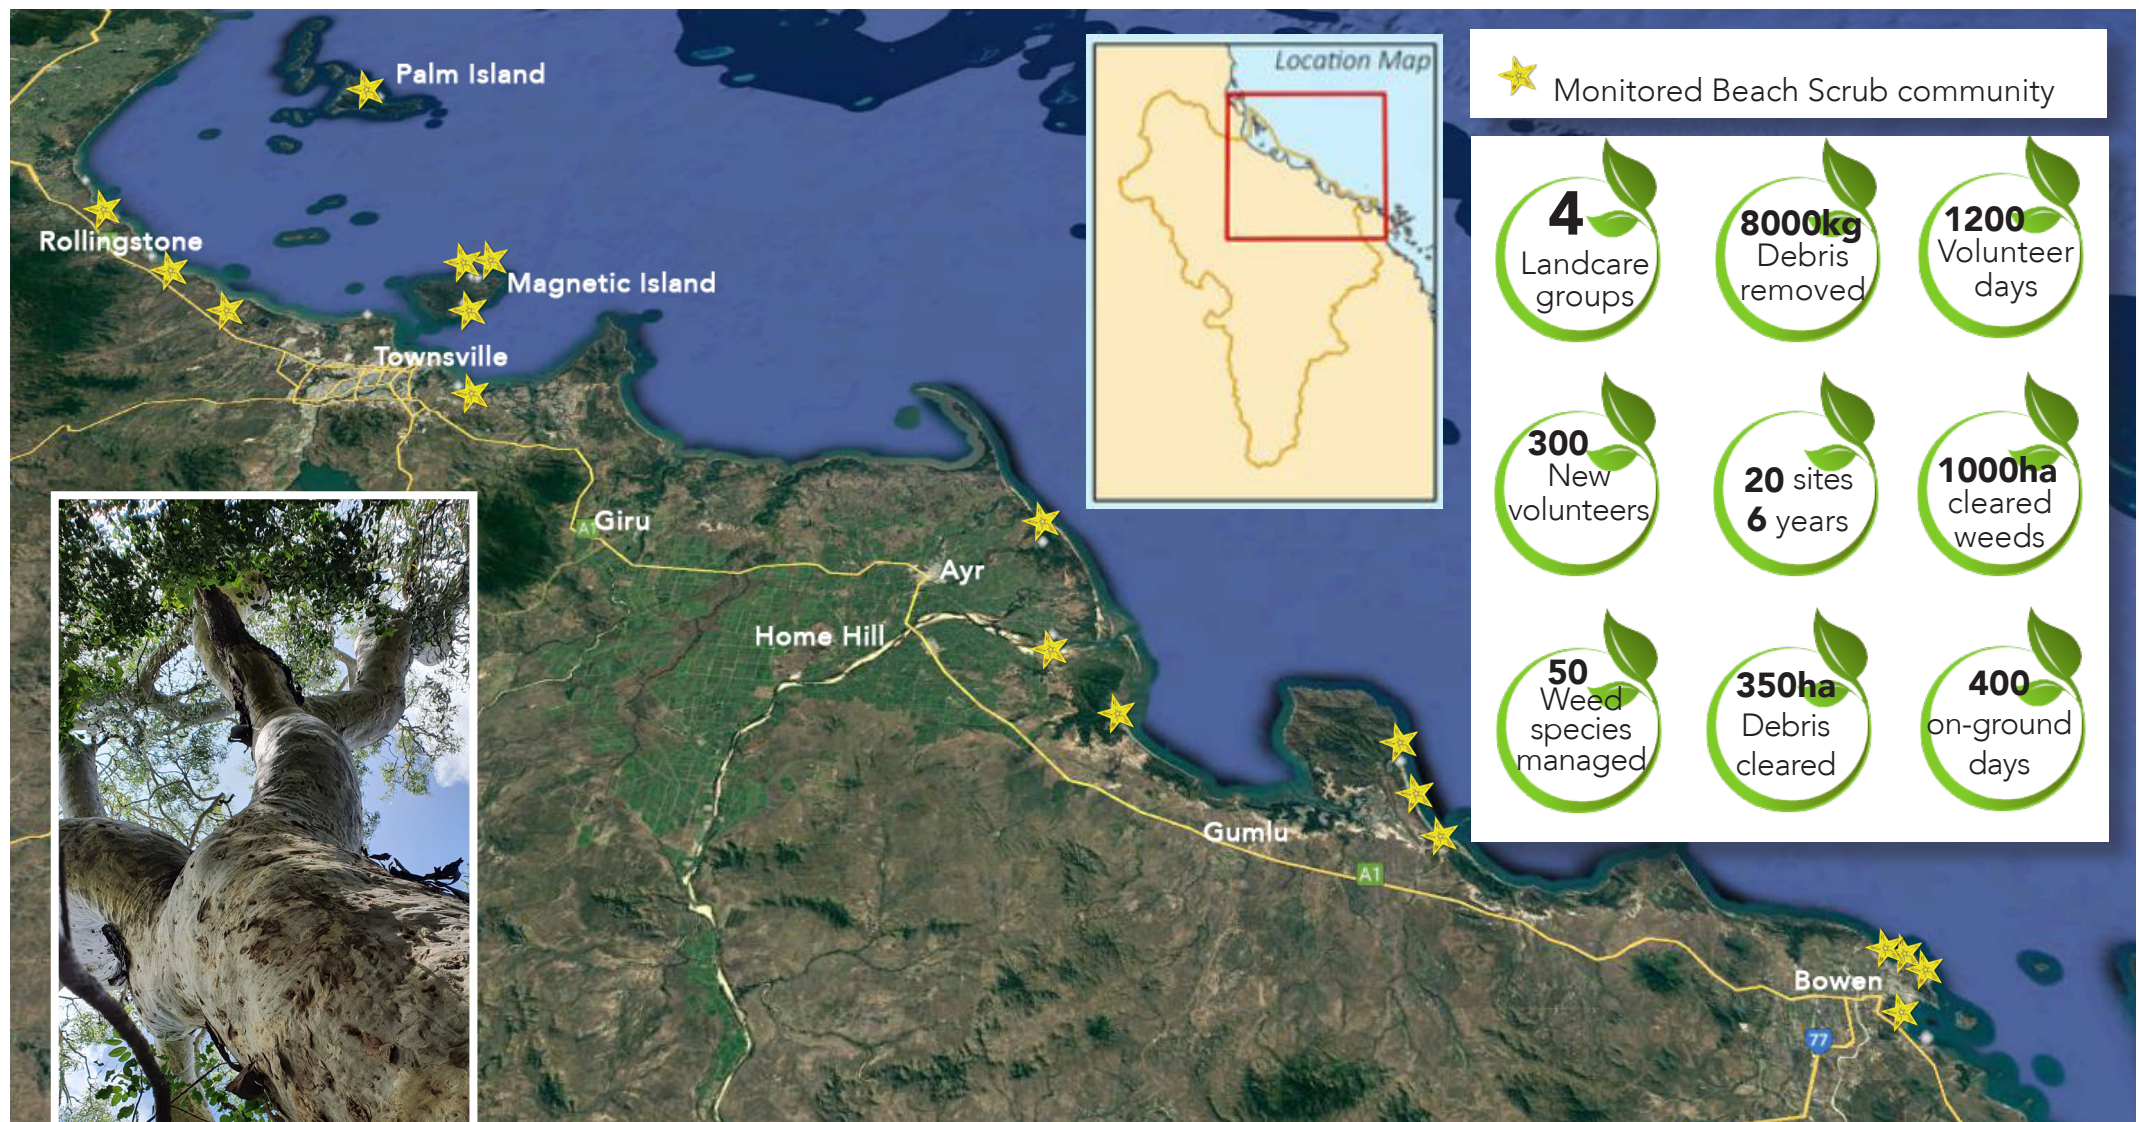 Palm Island
Rollingstone
Magnetic Island
Townsville
A1
Giru
Ayr
Home Hill
Gumlu
A1
Bowen
77
Location Map
Monitored Beach Scrub community
4
Landcare
groups
8000kg
Debris
removed
1200
Volunteer
days
300
New
volunteers
20 sites
6 years
1000ha
cleared
weeds
50
Weed
species
managed
350ha
Debris
cleared
400
on-ground
days